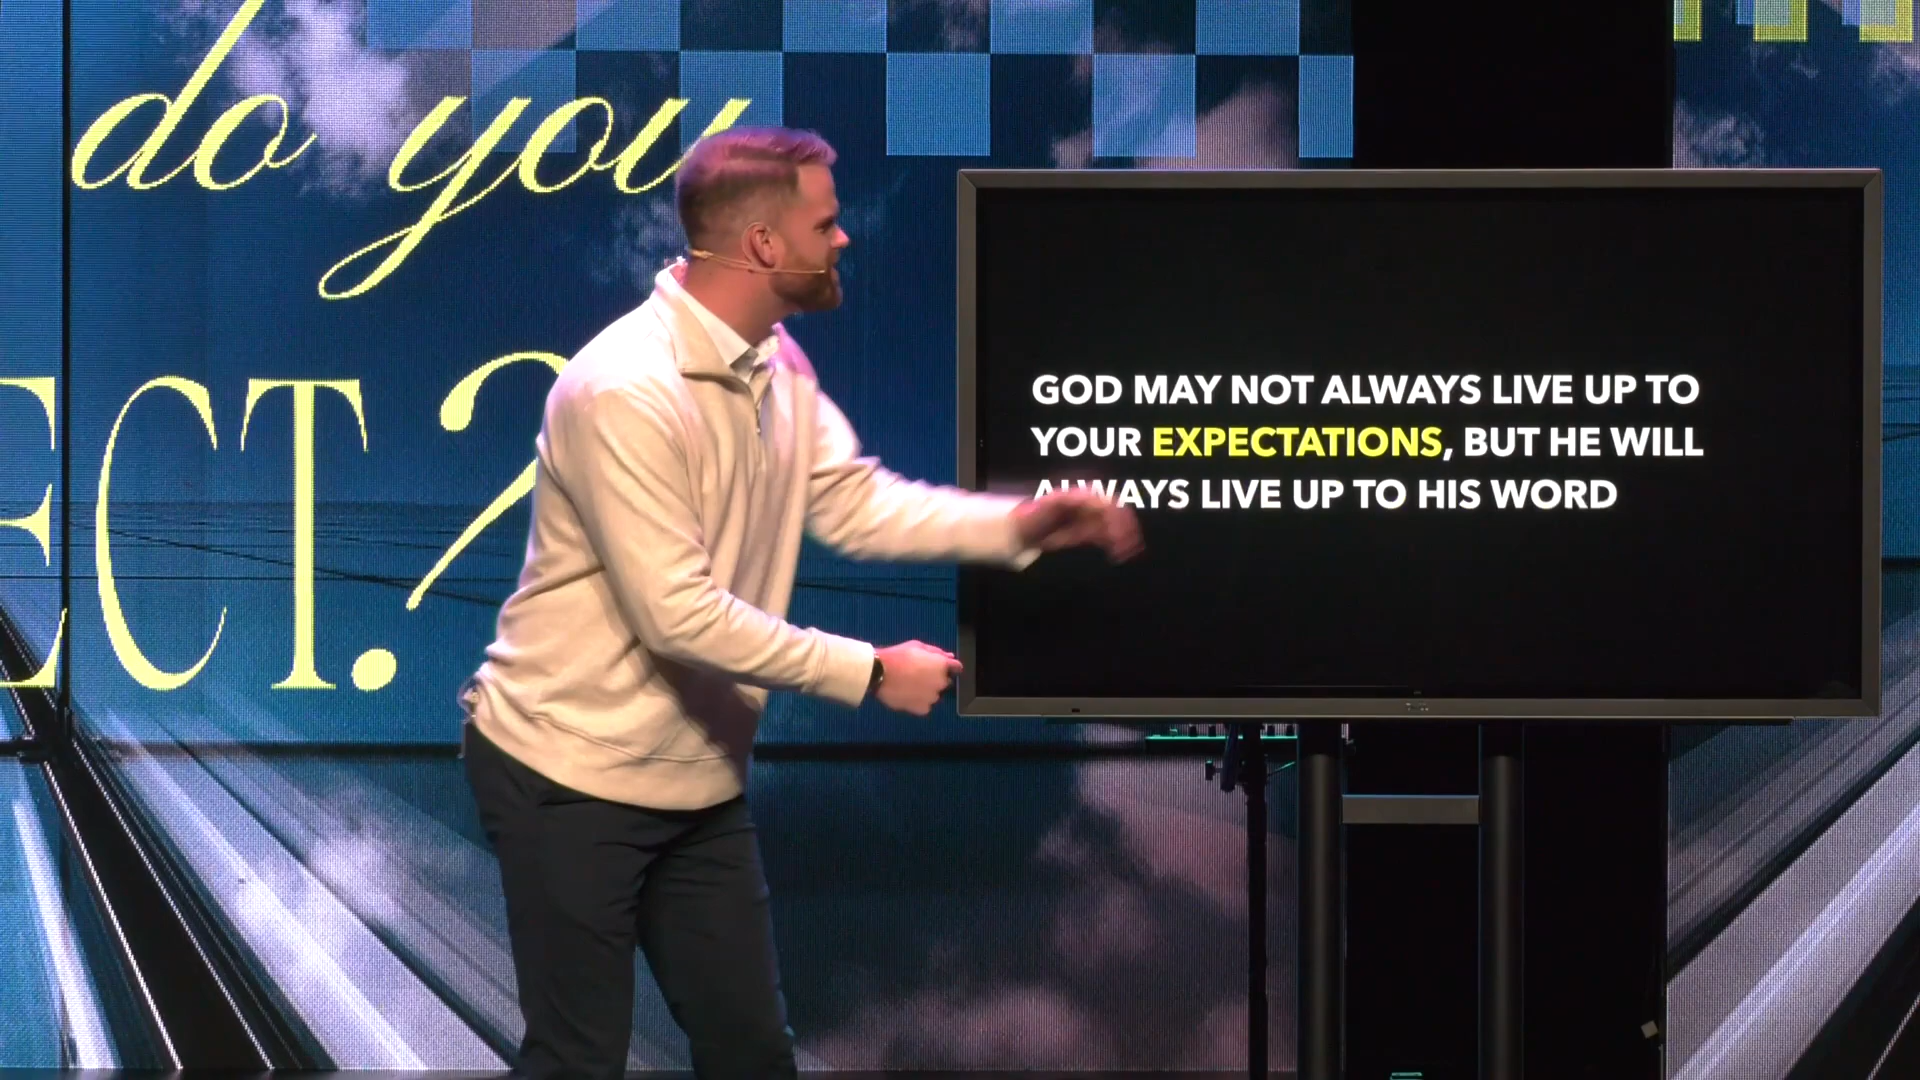 do you
ECT.?
GOD MAY NOT ALWAYS LIVE UP TO
YOUR EXPECTATIONS, BUT HE WILL
ALWAYS LIVE UP TO HIS WORD